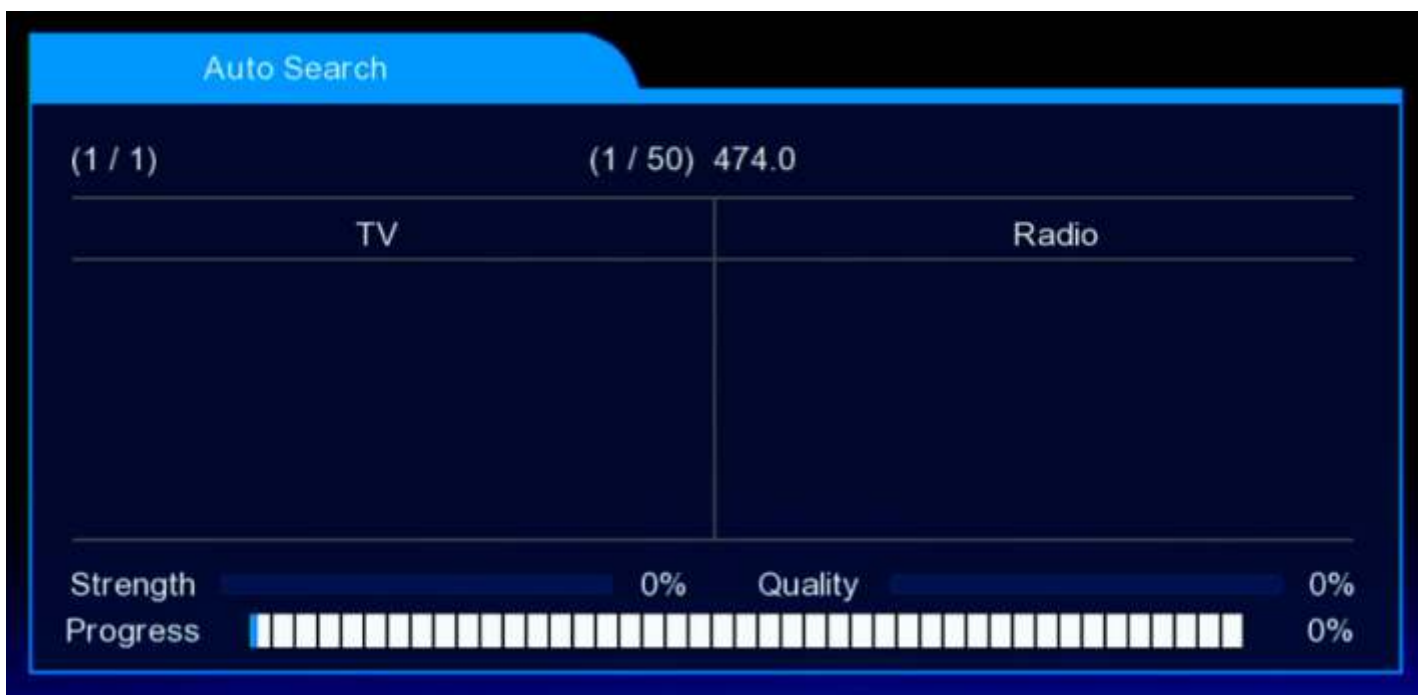 Auto Search
(1 / 1) (1 / 50) 474.0
TV Radio
Strength 0% Quality 0%
Progress 0%